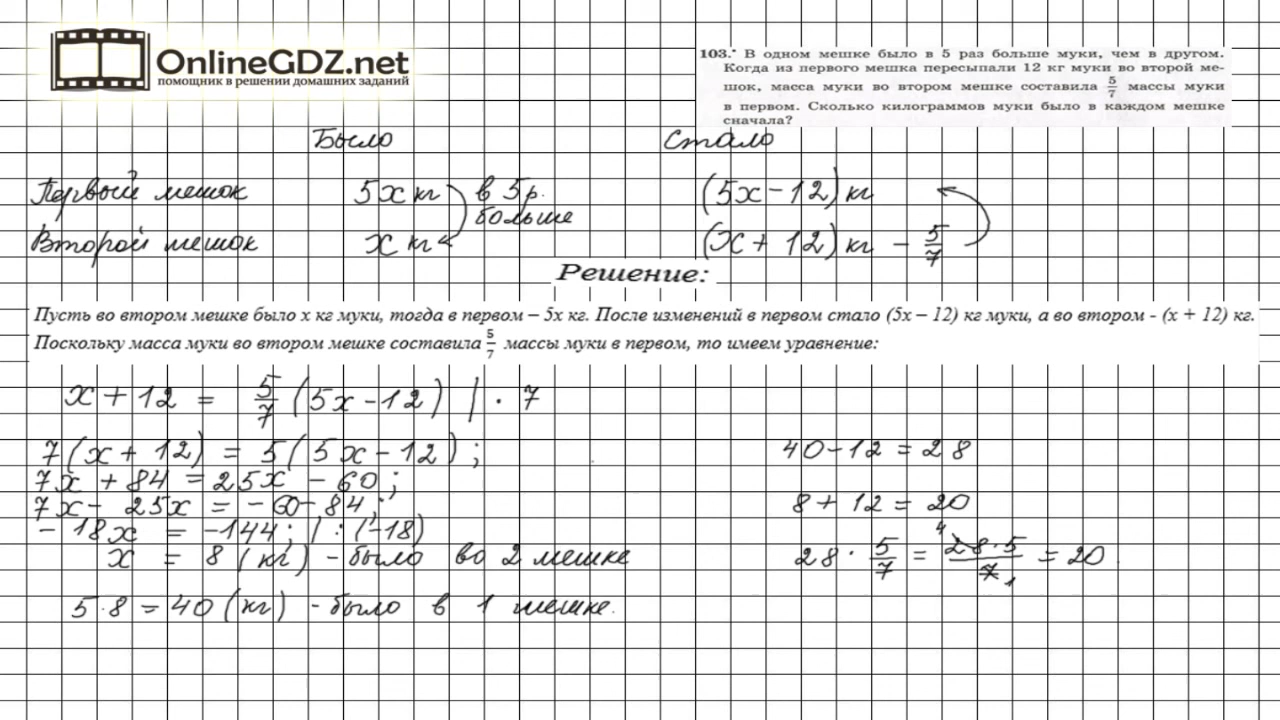 OnlineGDZ.net
помощник в решении домашних заданий
103.* В одном мешке было в 5 раз больше муки, чем в другом.
Когда из первого мешка пересыпали 12 кг муки во второй ме-
шок, масса муки во втором мешке составила 5/7 массы муки
в первом. Сколько килограммов муки было в каждом мешке
сначала?
Было Стало
Первый мешок 5x кг в 5 р. больше (5x − 12) кг
Второй мешок x кг (x + 12) кг − 5/7
Решение:
Пусть во втором мешке было x кг муки, тогда в первом – 5x кг. После изменений в первом стало (5x – 12) кг муки, а во втором - (x + 12) кг.
Поскольку масса муки во втором мешке составила 5/7 массы муки в первом, то имеем уравнение:
x + 12 = 5/7 (5x − 12) | · 7
7(x + 12) = 5(5x − 12);
7x + 84 = 25x − 60;
7x − 25x = − 60 − 84;
− 18x = −144; | : (−18)
x = 8 (кг) − было во 2 мешке
5 · 8 = 40 (кг) − было в 1 мешке.
40 − 12 = 28
8 + 12 = 20
28 · 5/7 = 28 4 · 5 / 7 1 = 20.